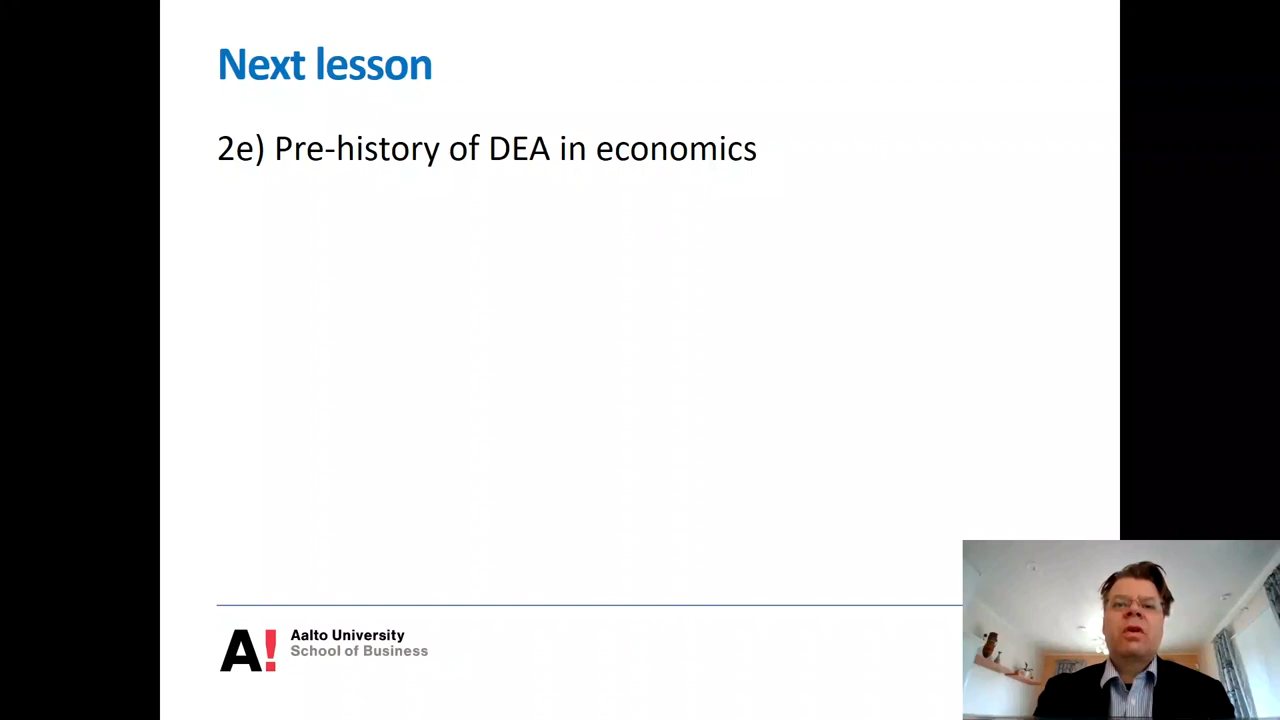 Next lesson
2e) Pre-history of DEA in economics
A!
Aalto University
School of Business